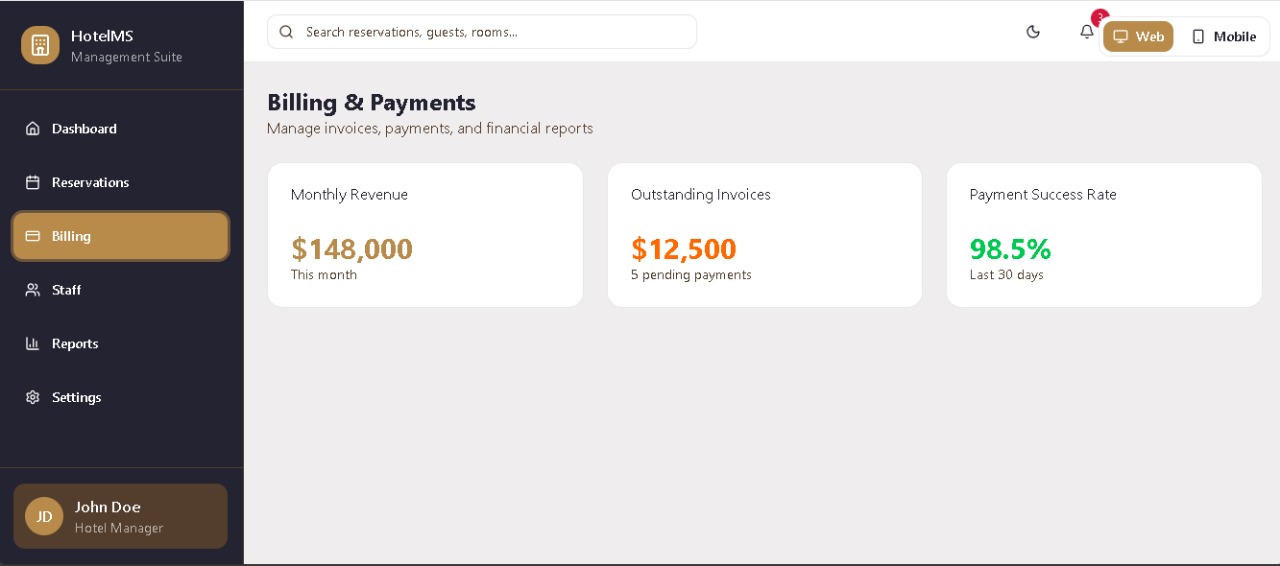 HotelMS
Management Suite
Dashboard
Reservations
Billing
Staff
Reports
Settings
JD
John Doe
Hotel Manager
Search reservations, guests, rooms...
3
Web
Mobile
Billing & Payments
Manage invoices, payments, and financial reports
Monthly Revenue
$148,000
This month
Outstanding Invoices
$12,500
5 pending payments
Payment Success Rate
98.5%
Last 30 days